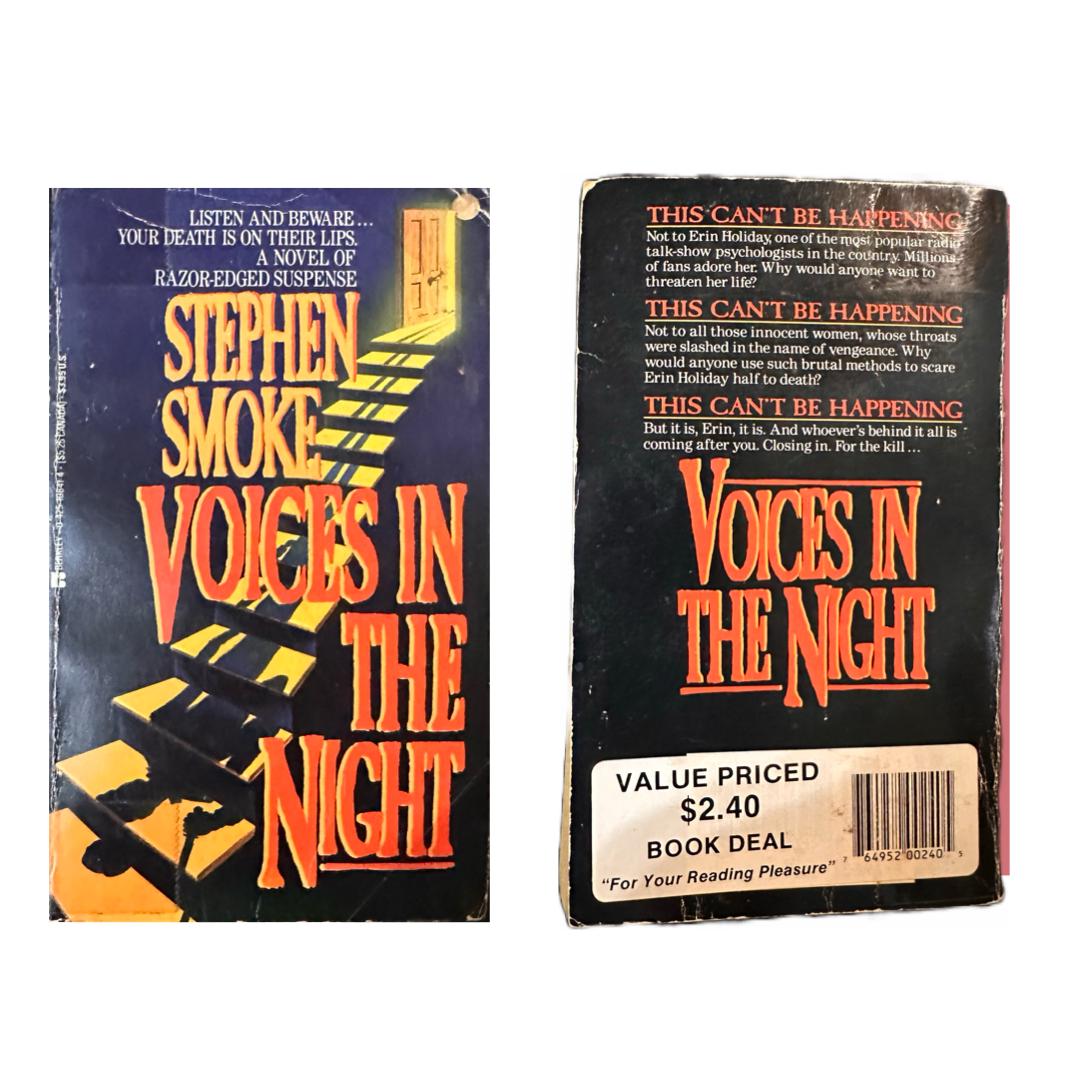 LISTEN AND BEWARE...
YOUR DEATH IS ON THEIR LIPS.
A NOVEL OF
RAZOR-EDGED SUSPENSE
STEPHEN
SMOKE
VOICES IN
THE
NIGHT
BERKLEY ($5.25 CANADA) $3.95 U.S.
THIS CAN'T BE HAPPENING
Not to Erin Holiday, one of the most popular radio
talk-show psychologists in the country. Millions
of fans adore her. Why would anyone want to
threaten her life?
THIS CAN'T BE HAPPENING
Not to all those innocent women, whose throats
were slashed in the name of vengeance. Why
would anyone use such brutal methods to scare
Erin Holiday half to death?
THIS CAN'T BE HAPPENING
But it is, Erin, it is. And whoever's behind it all is
coming after you. Closing in. For the kill...
VOICES IN
THE NIGHT
VALUE PRICED
$2.40
BOOK DEAL
"For Your Reading Pleasure"
7 64952 00240 5